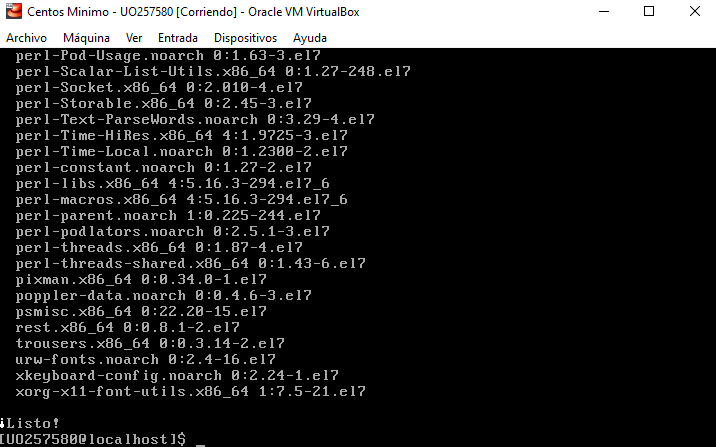 Centos Minimo - UO257580 [Corriendo] - Oracle VM VirtualBox
Archivo Máquina Ver Entrada Dispositivos Ayuda
perl-Pod-Usage.noarch 0:1.63-3.el7
perl-Scalar-List-Utils.x86_64 0:1.27-248.el7
perl-Socket.x86_64 0:2.010-4.el7
perl-Storable.x86_64 0:2.45-3.el7
perl-Text-ParseWords.noarch 0:3.29-4.el7
perl-Time-HiRes.x86_64 4:1.9725-3.el7
perl-Time-Local.noarch 0:1.2300-2.el7
perl-constant.noarch 0:1.27-2.el7
perl-libs.x86_64 4:5.16.3-294.el7_6
perl-macros.x86_64 4:5.16.3-294.el7_6
perl-parent.noarch 1:0.225-244.el7
perl-podlators.noarch 0:2.5.1-3.el7
perl-threads.x86_64 0:1.87-4.el7
perl-threads-shared.x86_64 0:1.43-6.el7
pixman.x86_64 0:0.34.0-1.el7
poppler-data.noarch 0:0.4.6-3.el7
psmisc.x86_64 0:22.20-15.el7
rest.x86_64 0:0.8.1-2.el7
trousers.x86_64 0:0.3.14-2.el7
urw-fonts.noarch 0:2.4-16.el7
xkeyboard-config.noarch 0:2.24-1.el7
xorg-x11-font-utils.x86_64 1:7.5-21.el7
¡Listo!
[UO257580@localhost]$ _